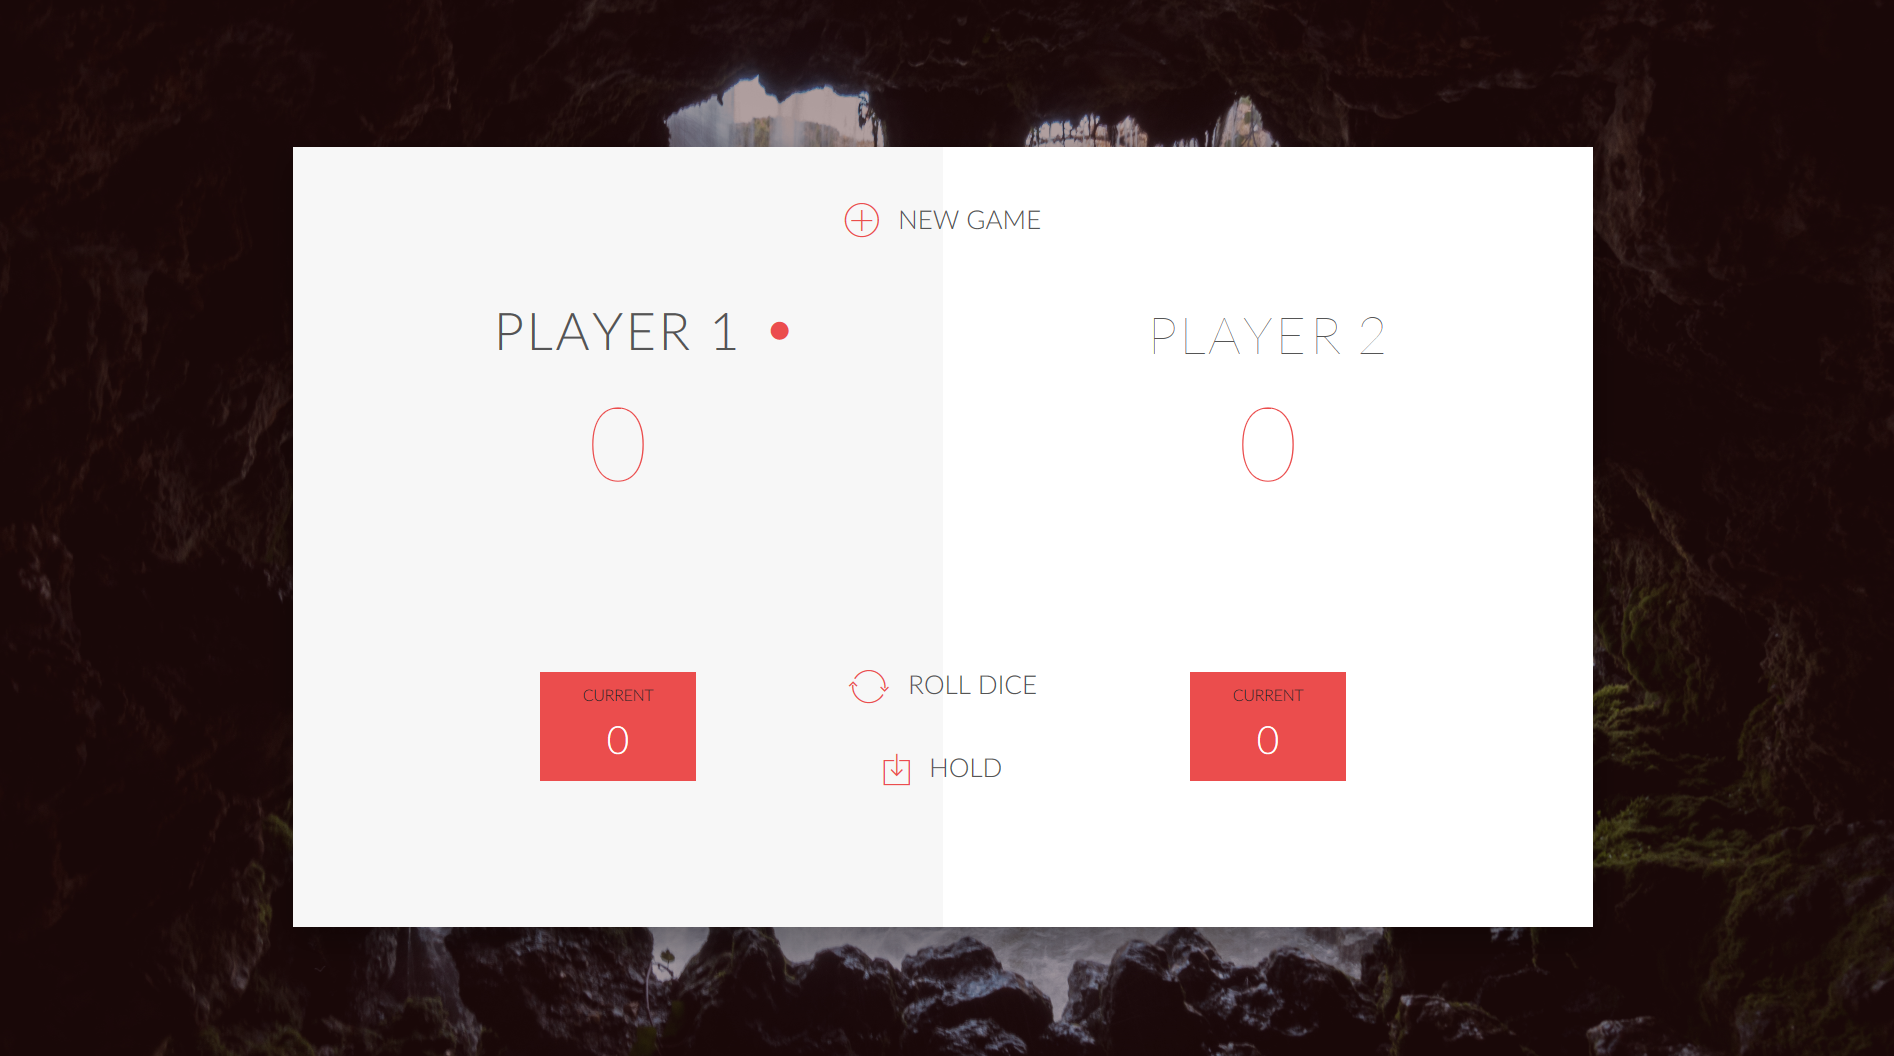 NEW GAME
PLAYER 1
0
CURRENT
0
PLAYER 2
0
CURRENT
0
ROLL DICE
HOLD